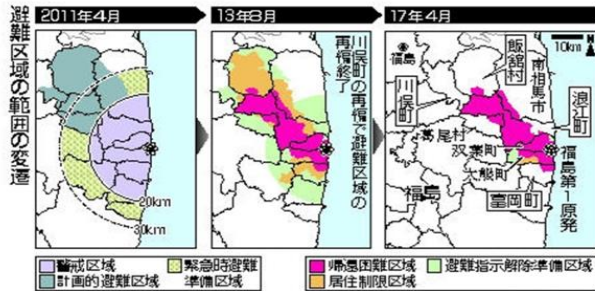 避難区域の範囲の変遷
2011年4月
13年8月
17年4月
20km
30km
川俣町の再編で避難区域の
再編終了
福島
飯舘村
南相馬市
10km
N
川俣町
浪江町
葛尾村
双葉町
大熊町
福島
富岡町
福島第1原発
警戒区域
緊急時避難
準備区域
計画的避難区域
帰還困難区域
避難指示解除準備区域
居住制限区域